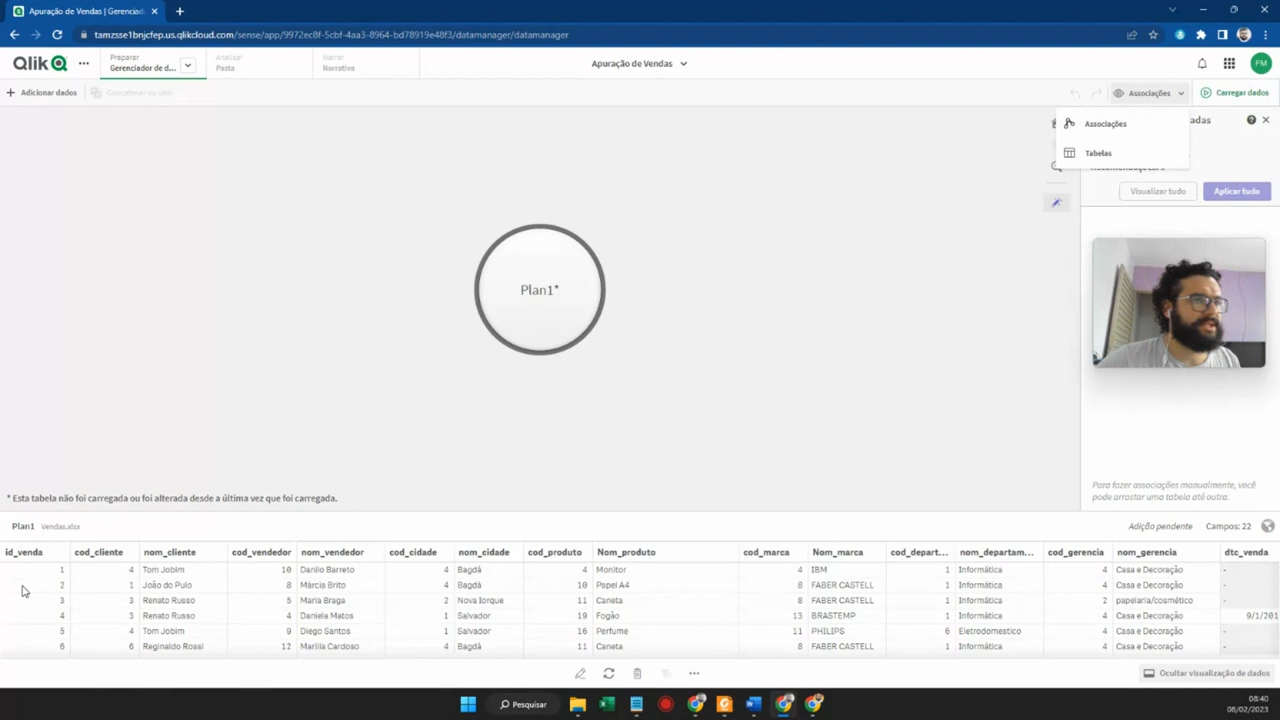 Apuração de Vendas | Gerenciad
tamzsse1bnjcfep.us.qlikcloud.com/sense/app/9972ec8f-5cbf-4aa3-8964-bd78919e48f3/datamanager/datamanager
Qlik
Preparar
Gerenciador de d...
Analisar
Pasta
Narrar
Narrativa
Apuração de Vendas
FM
Adicionar dados
Concatenar ou unir
Associações
Carregar dados
Associações
Tabelas
adas
Visualizar tudo
Aplicar tudo
Plan1*
Para fazer associações manualmente, você
pode arrastar uma tabela até outra.
* Esta tabela não foi carregada ou foi alterada desde a última vez que foi carregada.
Plan1 Vendas.xlsx Adição pendente Campos: 22
id_venda cod_cliente nom_cliente cod_vendedor nom_vendedor cod_cidade nom_cidade cod_produto Nom_produto cod_marca Nom_marca cod_depart... nom_departam... cod_gerencia nom_gerencia dtc_venda
1 4 Tom Jobim 10 Danilo Barreto 4 Bagdá 4 Monitor 4 IBM 1 Informática 4 Casa e Decoração -
2 1 João do Pulo 8 Márcia Brito 4 Bagdá 10 Papel A4 8 FABER CASTELL 1 Informática 4 Casa e Decoração -
3 3 Renato Russo 5 Maria Braga 2 Nova Iorque 11 Caneta 8 FABER CASTELL 1 Informática 2 papelaria/cosmético -
4 3 Renato Russo 4 Daniela Matos 1 Salvador 19 Fogão 13 BRASTEMP 1 Informática 4 Casa e Decoração 9/1/201
5 4 Tom Jobim 9 Diego Santos 1 Salvador 16 Perfume 11 PHILIPS 6 Eletrodomestico 4 Casa e Decoração -
6 6 Reginaldo Rossi 12 Marilia Cardoso 4 Bagdá 11 Caneta 8 FABER CASTELL 1 Informática 4 Casa e Decoração -
Ocultar visualização de dados
Pesquisar
08:40
08/02/2023